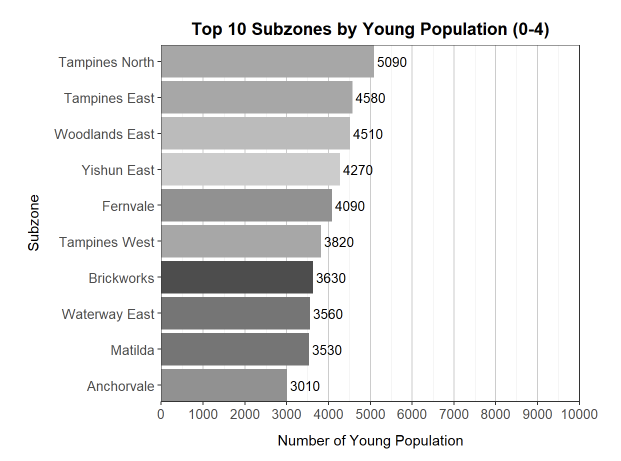 Top 10 Subzones by Young Population (0-4)
Tampines North 5090
Tampines East 4580
Woodlands East 4510
Yishun East 4270
Fernvale 4090
Tampines West 3820
Brickworks 3630
Waterway East 3560
Matilda 3530
Anchorvale 3010
Subzone
0 1000 2000 3000 4000 5000 6000 7000 8000 9000 10000
Number of Young Population